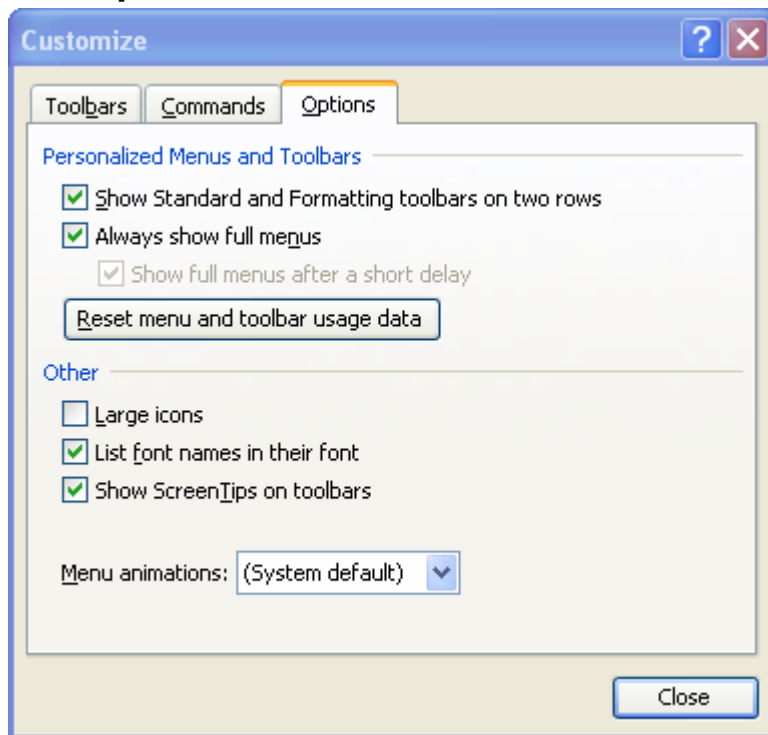 Customize
Toolbars Commands Options
Personalized Menus and Toolbars
Show Standard and Formatting toolbars on two rows
Always show full menus
Show full menus after a short delay
Reset menu and toolbar usage data
Other
Large icons
List font names in their font
Show ScreenTips on toolbars
Menu animations: (System default)
Close